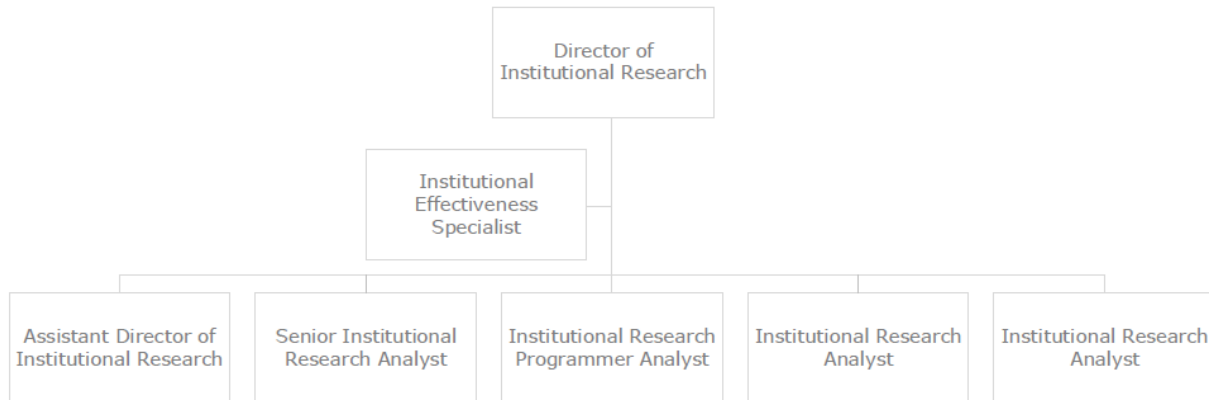 Director of
Institutional Research
Institutional
Effectiveness
Specialist
Assistant Director of
Institutional Research
Senior Institutional
Research Analyst
Institutional Research
Programmer Analyst
Institutional Research
Analyst
Institutional Research
Analyst